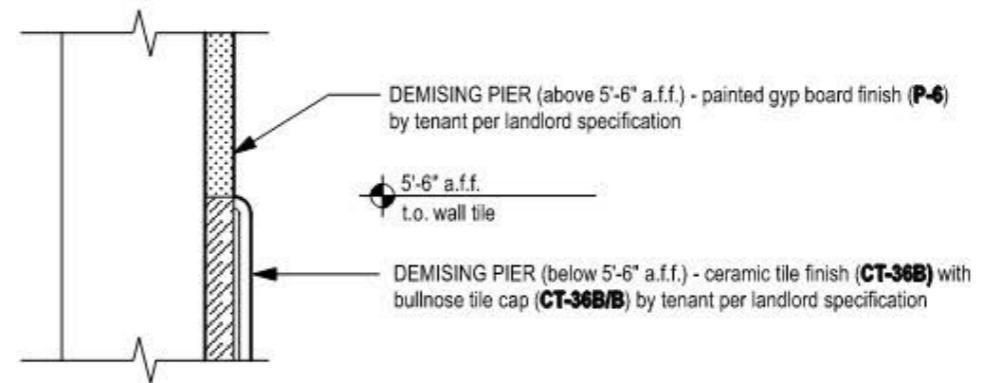 DEMISING PIER (above 5'-6" a.f.f.) - painted gyp board finish (P-6)
by tenant per landlord specification
5'-6" a.f.f.
t.o. wall tile
DEMISING PIER (below 5'-6" a.f.f.) - ceramic tile finish (CT-36B) with
bullnose tile cap (CT-36B/B) by tenant per landlord specification